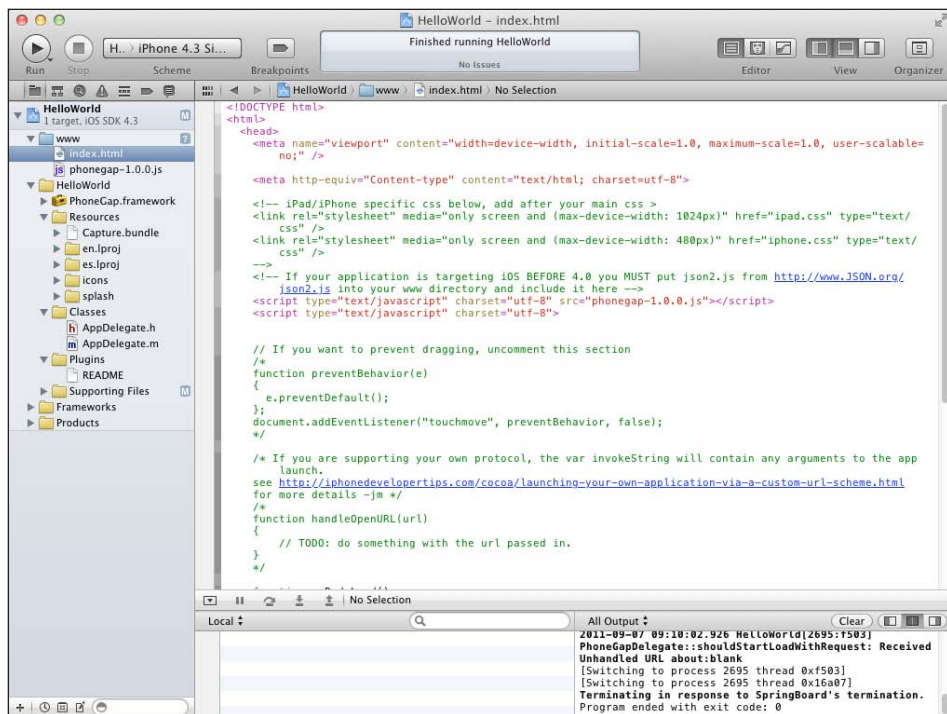 HelloWorld – index.html
H.. › iPhone 4.3 Si...
Finished running HelloWorld
No Issues
Run
Stop
Scheme
Breakpoints
Editor
View
Organizer
HelloWorld › www › index.html › No Selection
HelloWorld
M
1 target, iOS SDK 4.3
www
?
index.html
phonegap-1.0.0.js
HelloWorld
PhoneGap.framework
Resources
Capture.bundle
en.lproj
es.lproj
icons
splash
Classes
AppDelegate.h
AppDelegate.m
Plugins
README
Supporting Files
M
Frameworks
Products
<!DOCTYPE html>
<html>
<head>
<meta name="viewport" content="width=device-width, initial-scale=1.0, maximum-scale=1.0, user-scalable=
no;" />
<meta http-equiv="Content-type" content="text/html; charset=utf-8">
<!-- iPad/iPhone specific css below, add after your main css >
<link rel="stylesheet" media="only screen and (max-device-width: 1024px)" href="ipad.css" type="text/
css" />
<link rel="stylesheet" media="only screen and (max-device-width: 480px)" href="iphone.css" type="text/
css" />
-->
<!-- If your application is targeting iOS BEFORE 4.0 you MUST put json2.js from http://www.JSON.org/
json2.js into your www directory and include it here -->
<script type="text/javascript" charset="utf-8" src="phonegap-1.0.0.js"></script>
<script type="text/javascript" charset="utf-8">
// If you want to prevent dragging, uncomment this section
/*
function preventBehavior(e)
{
e.preventDefault();
};
document.addEventListener("touchmove", preventBehavior, false);
*/
/* If you are supporting your own protocol, the var invokeString will contain any arguments to the app
launch.
see http://iphonedevelopertips.com/cocoa/launching-your-own-application-via-a-custom-url-scheme.html
for more details -jm */
/*
function handleOpenURL(url)
{
// TODO: do something with the url passed in.
}
*/
No Selection
Local
All Output
Clear
2011-09-07 09:10:02.926 HelloWorld[2695:f503]
PhoneGapDelegate::shouldStartLoadWithRequest: Received
Unhandled URL about:blank
[Switching to process 2695 thread 0xf503]
[Switching to process 2695 thread 0x16a07]
Terminating in response to SpringBoard's termination.
Program ended with exit code: 0